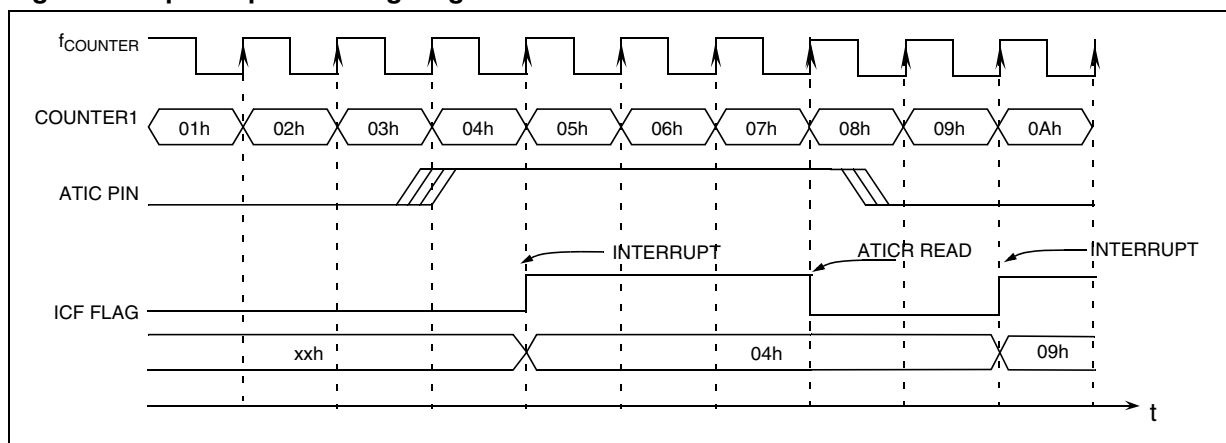 fCOUNTER
COUNTER1
01h 02h 03h 04h 05h 06h 07h 08h 09h 0Ah
ATIC PIN
INTERRUPT ATICR READ INTERRUPT
ICF FLAG
xxh 04h 09h
t